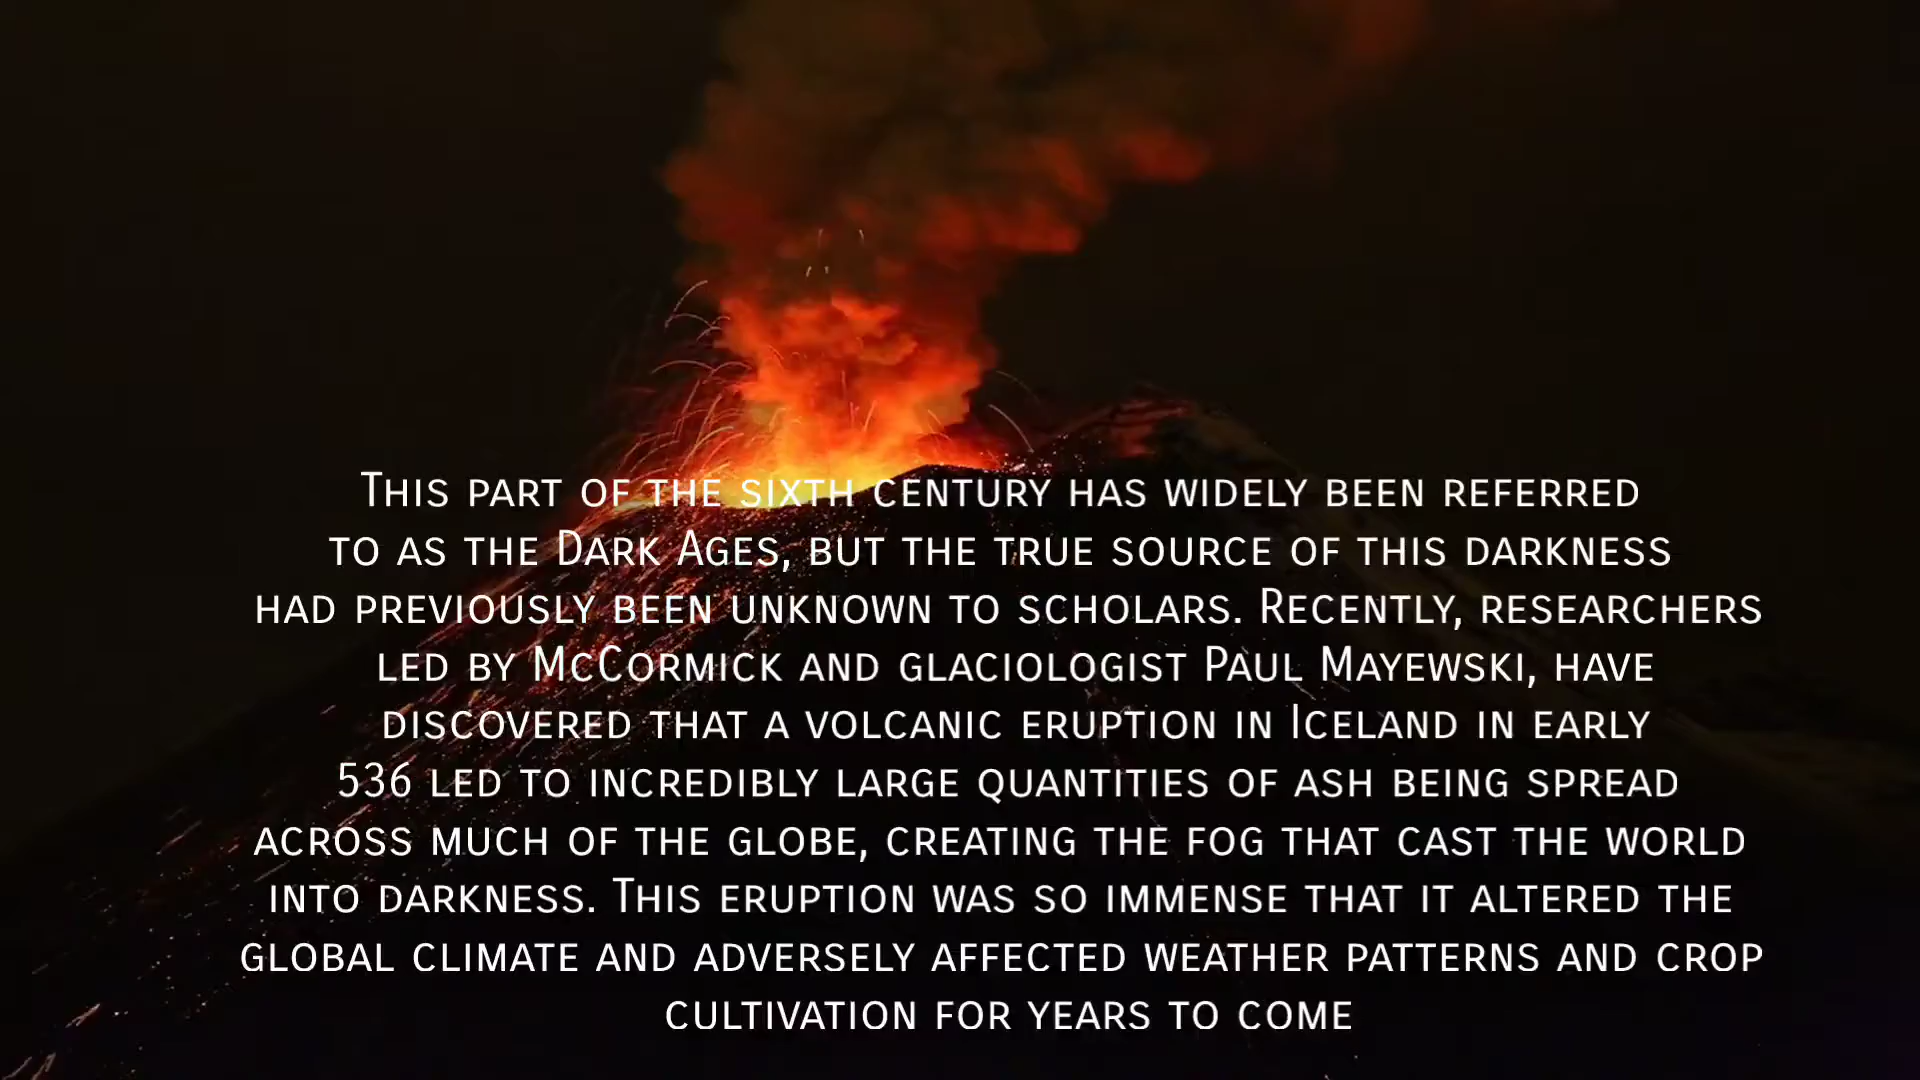 This part of the sixth century has widely been referred
to as the Dark Ages, but the true source of this darkness
had previously been unknown to scholars. Recently, researchers
led by McCormick and glaciologist Paul Mayewski, have
discovered that a volcanic eruption in Iceland in early
536 led to incredibly large quantities of ash being spread
across much of the globe, creating the fog that cast the world
into darkness. This eruption was so immense that it altered the
global climate and adversely affected weather patterns and crop
cultivation for years to come